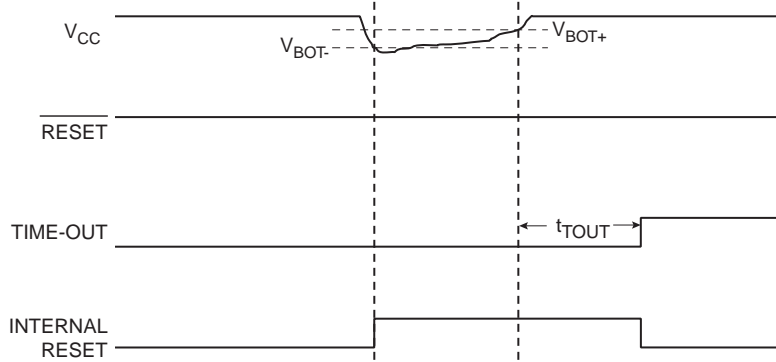 VCC
VBOT-
VBOT+
RESET
TIME-OUT
tTOUT
INTERNAL
RESET